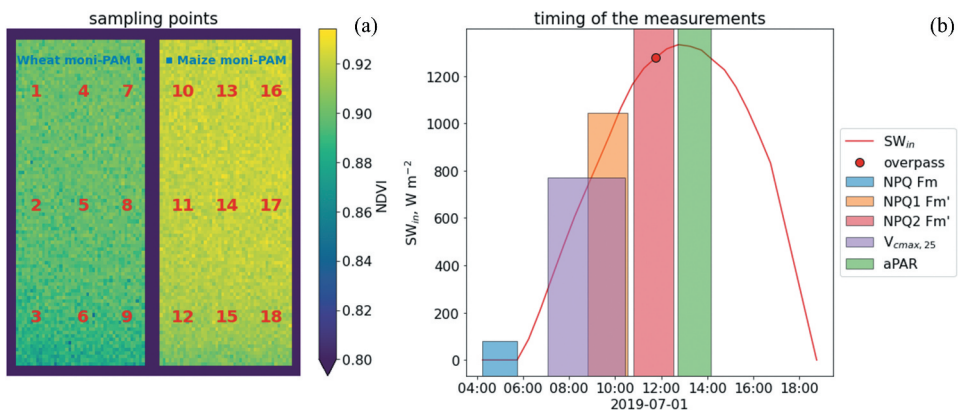 sampling points
(a)
Wheat moni-PAM
Maize moni-PAM
1 4 7 10 13 16
2 5 8 11 14 17
3 6 9 12 15 18
0.92
0.90
0.88
0.86
0.84
0.82
0.80
NDVI
timing of the measurements
(b)
SWin, W m−2
1200
1000
800
600
400
200
0
04:00 06:00 08:00 10:00 12:00 14:00 16:00 18:00
2019-07-01
SWin
overpass
NPQ Fm
NPQ1 Fm'
NPQ2 Fm'
Vcmax, 25
aPAR